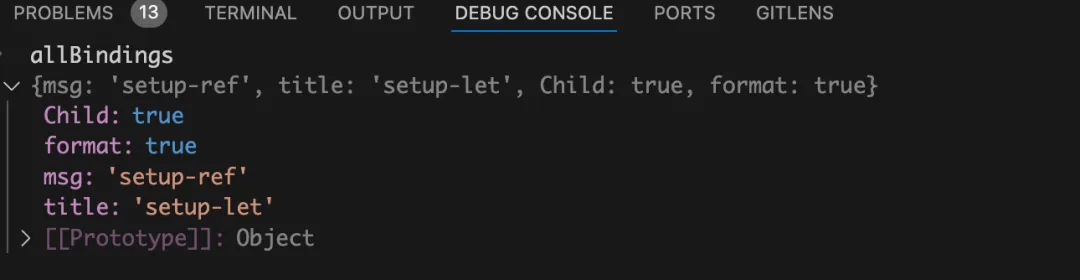 PROBLEMS 13 TERMINAL OUTPUT DEBUG CONSOLE PORTS GITLENS
allBindings
{msg: 'setup-ref', title: 'setup-let', Child: true, format: true}
Child: true
format: true
msg: 'setup-ref'
title: 'setup-let'
[[Prototype]]: Object